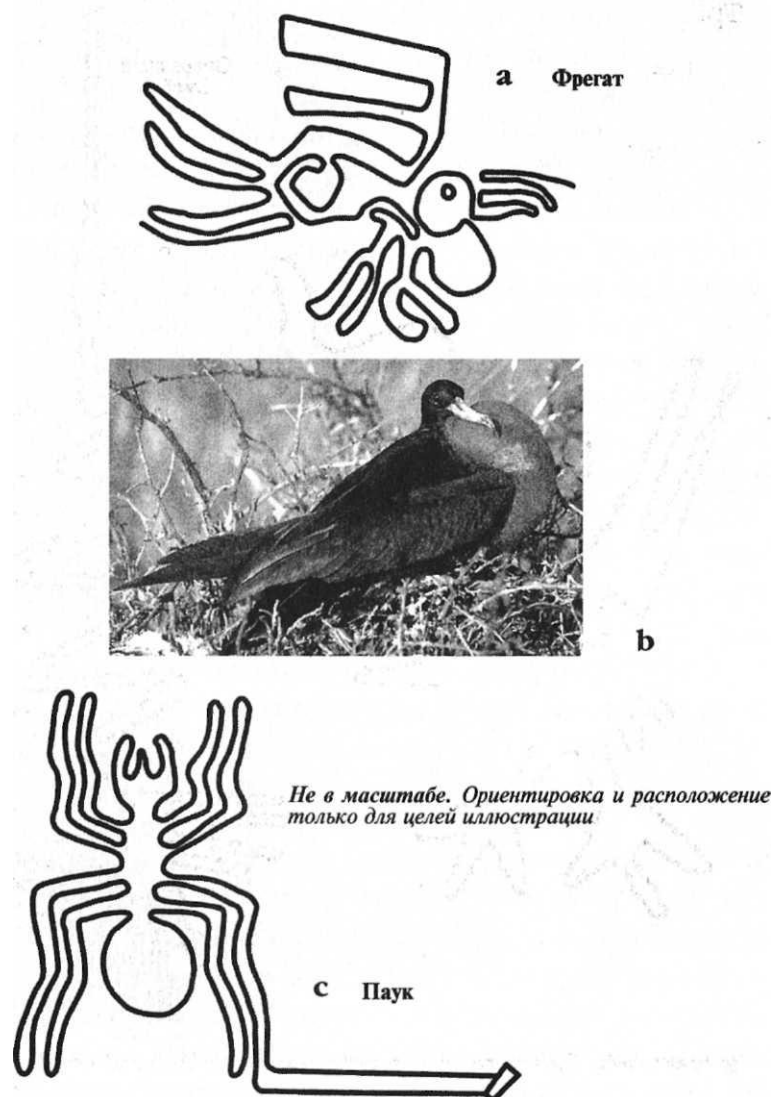 a Фрегат
b
Не в масштабе. Ориентировка и расположение
только для целей иллюстрации
c Паук